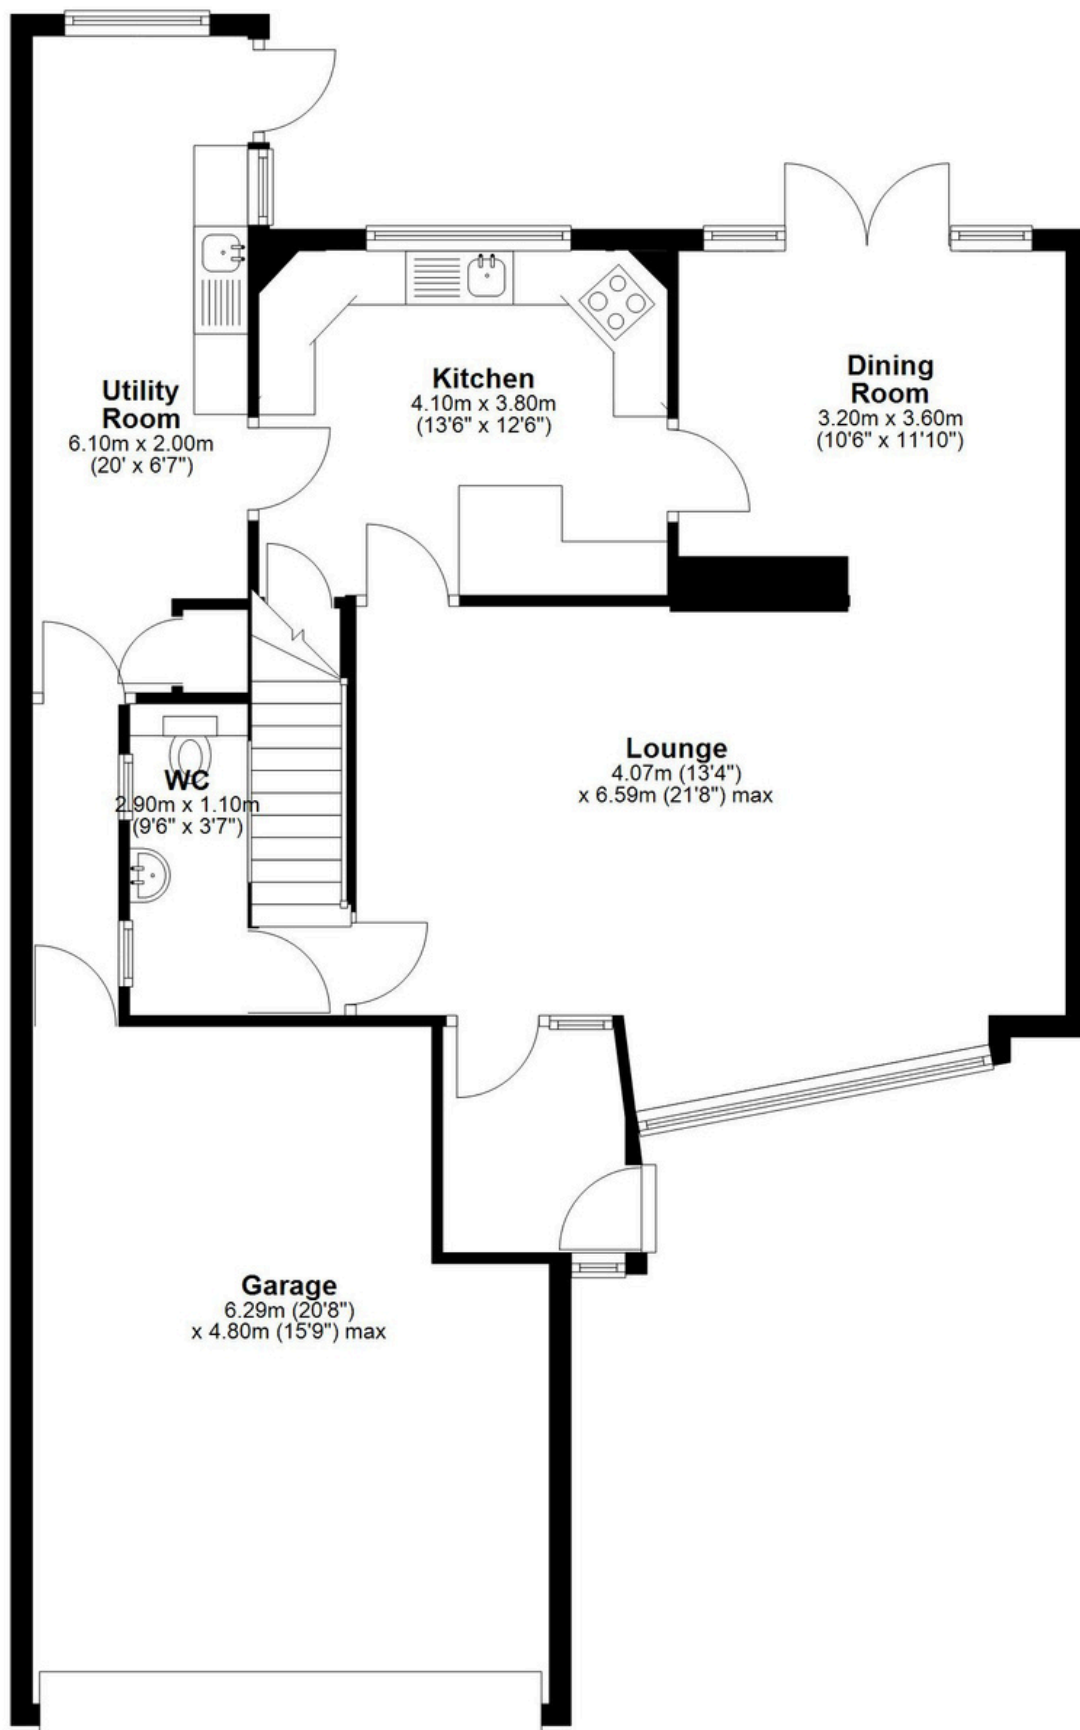 Utility
Room
6.10m x 2.00m
(20' x 6'7")
Kitchen
4.10m x 3.80m
(13'6" x 12'6")
Dining
Room
3.20m x 3.60m
(10'6" x 11'10")
Lounge
4.07m (13'4")
x 6.59m (21'8") max
WC
2.90m x 1.10m
(9'6" x 3'7")
Garage
6.29m (20'8")
x 4.80m (15'9") max